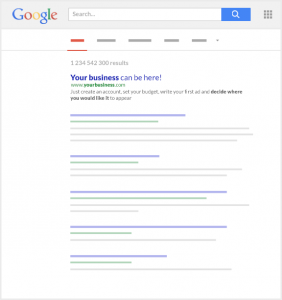 Google
Search...
1 234 542 300 results
Your business can be here!
www.yourbusiness.com
Just create an account, set your budget, write your first ad and decide where
you would like it to appear